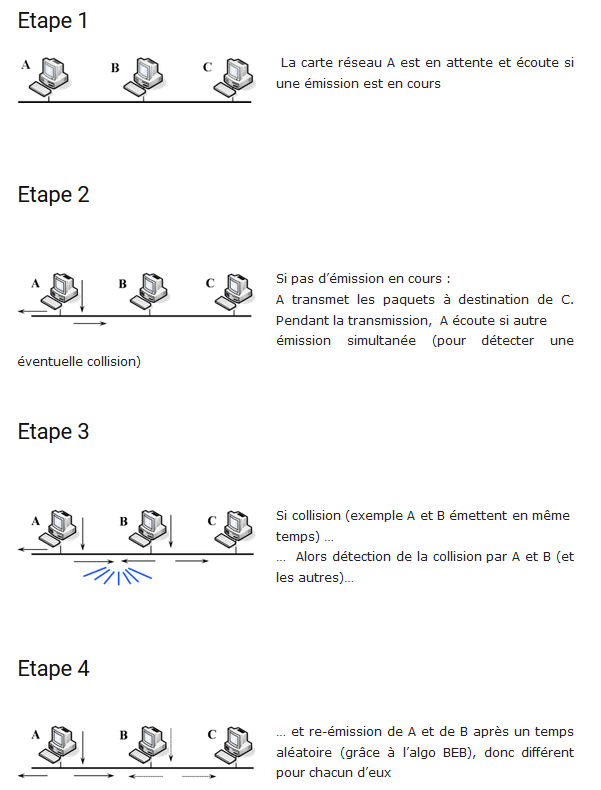 Etape 1
A B C
La carte réseau A est en attente et écoute si
une émission est en cours
Etape 2
A B C
Si pas d'émission en cours :
A transmet les paquets à destination de C.
Pendant la transmission, A écoute si autre
émission simultanée (pour détecter une
éventuelle collision)
Etape 3
A B C
Si collision (exemple A et B émettent en même
temps) ...
... Alors détection de la collision par A et B (et
les autres)...
Etape 4
A B C
... et re-émission de A et de B après un temps
aléatoire (grâce à l'algo BEB), donc différent
pour chacun d'eux